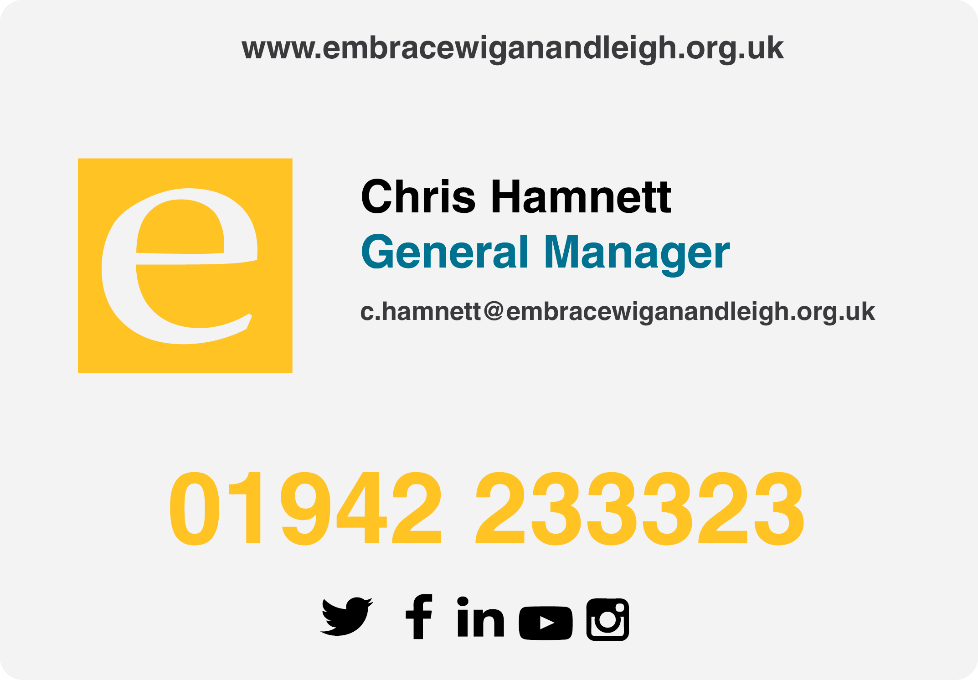 www.embracewiganandleigh.org.uk
e
Chris Hamnett
General Manager
c.hamnett@embracewiganandleigh.org.uk
01942 233323